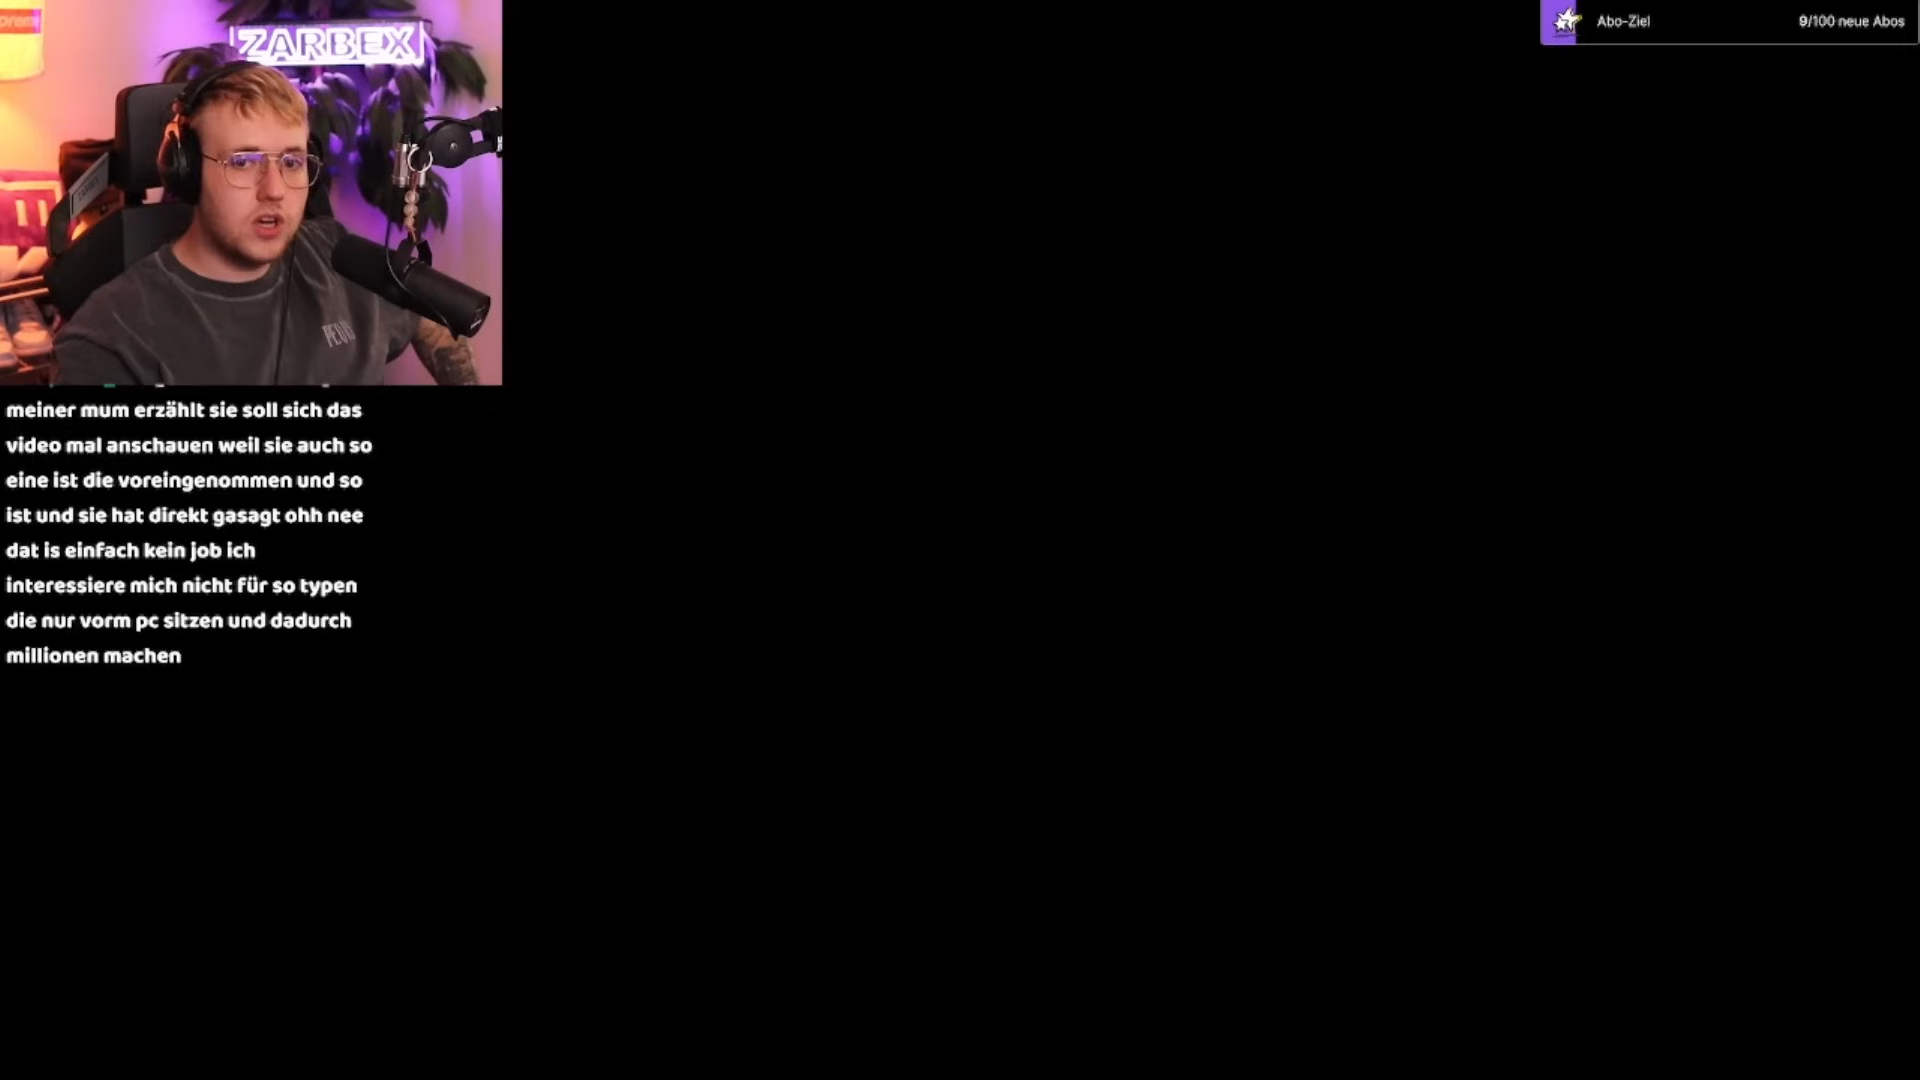 ZARBEX
Abo-Ziel
9/100 neue Abos
meiner mum erzählt sie soll sich das
video mal anschauen weil sie auch so
eine ist die voreingenommen und so
ist und sie hat direkt gasagt ohh nee
dat is einfach kein job ich
interessiere mich nicht für so typen
die nur vorm pc sitzen und dadurch
millionen machen